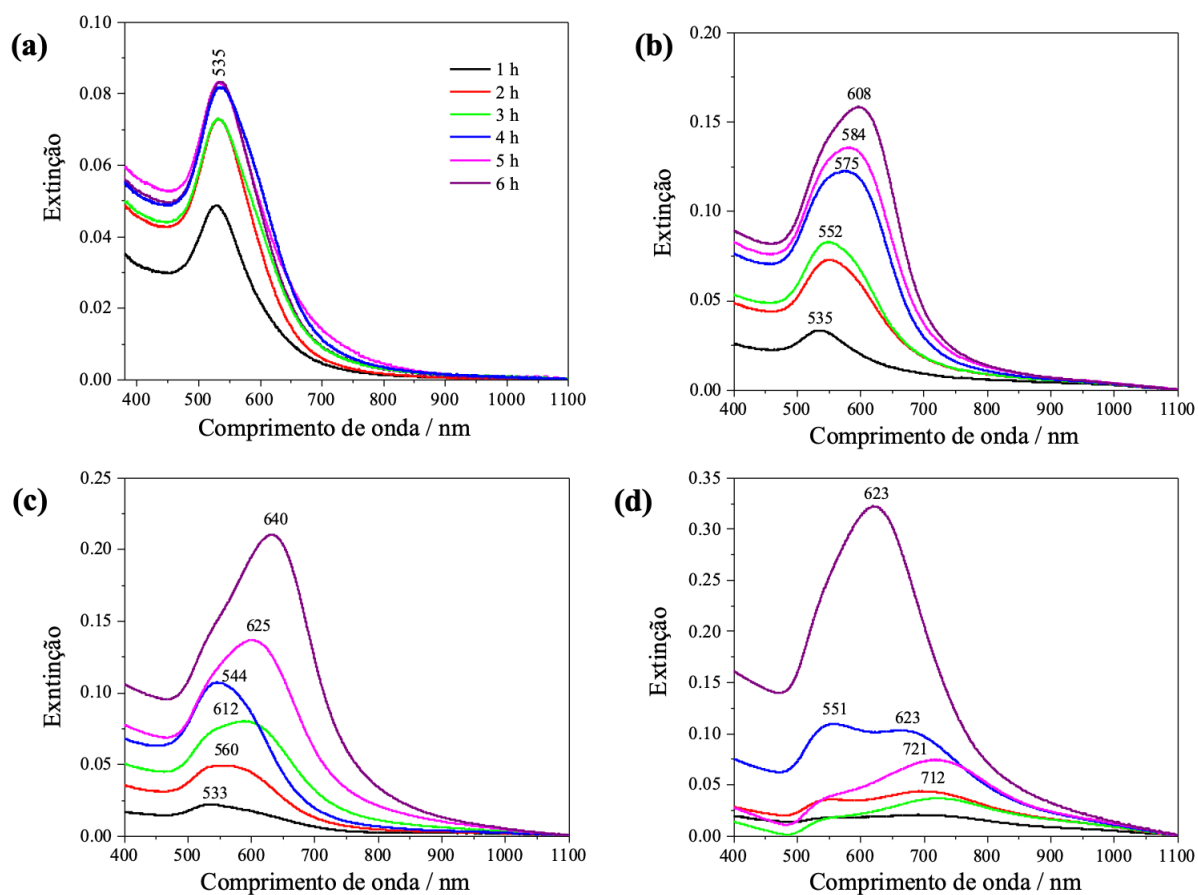 (a)
0.10
0.08
0.06
0.04
0.02
0.00
Extinção
535
1 h
2 h
3 h
4 h
5 h
6 h
400 500 600 700 800 900 1000 1100
Comprimento de onda / nm
(b)
0.20
0.15
0.10
0.05
0.00
Extinção
608
584
575
552
535
400 500 600 700 800 900 1000 1100
Comprimento de onda / nm
(c)
0.25
0.20
0.15
0.10
0.05
0.00
Exntinção
640
625
544
612
560
533
400 500 600 700 800 900 1000 1100
Comprimento de onda / nm
(d)
0.35
0.30
0.25
0.20
0.15
0.10
0.05
0.00
Extinção
623
551
623
721
712
400 500 600 700 800 900 1000 1100
Comprimento de onda / nm